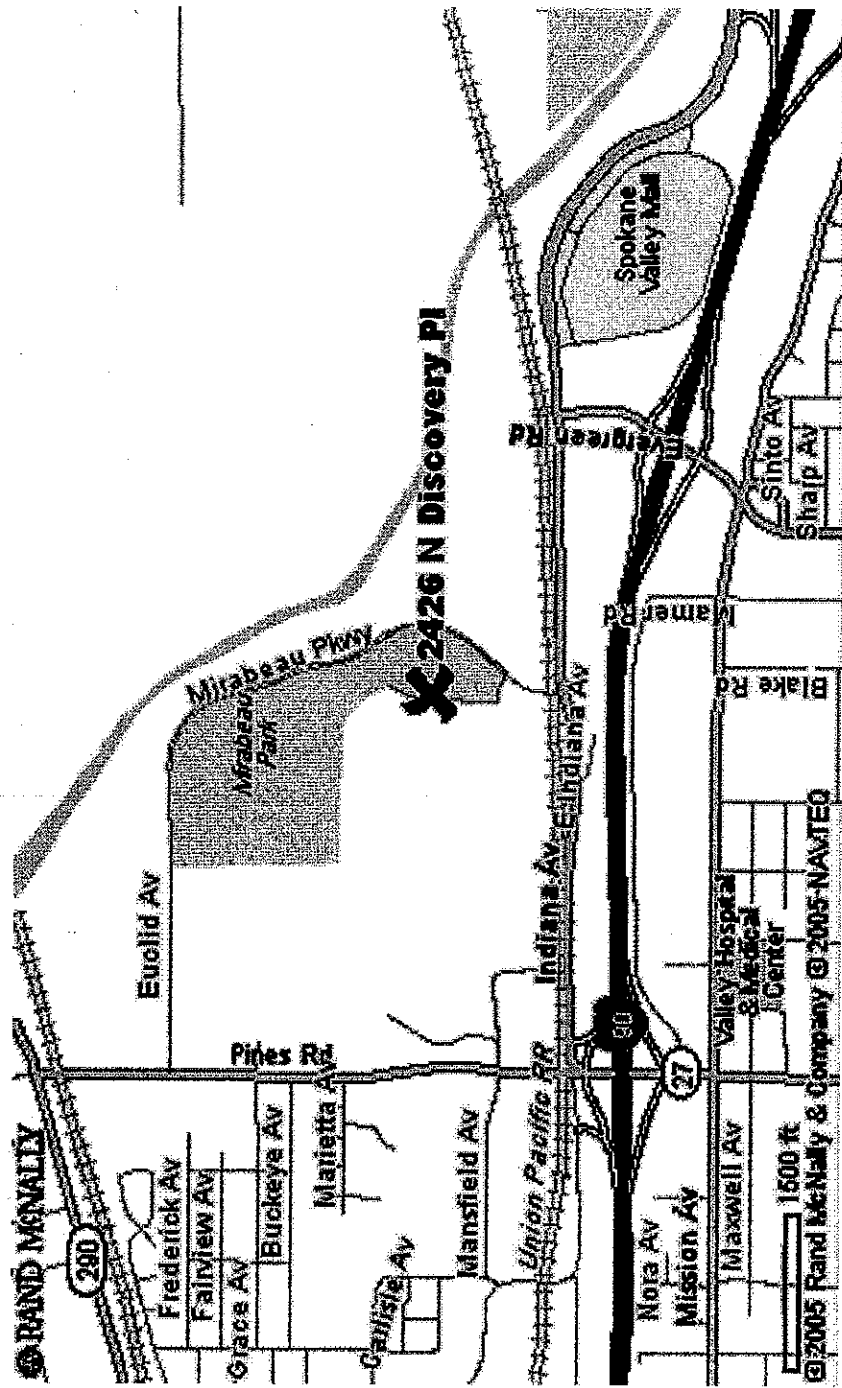 © RAND MCNALLY
290
Frederick Av
Fairview Av
Grace Av
Buckeye Av
Marietta Av
Pines Rd
Euclid Av
Mirabeau Pkwy
Mirabeau
Park
2426 N Discovery Pl
Carlisle Av
Mansfield Av
Union Pacific RR
Indiana Av
E Indiana Av
Evergreen Rd
Spokane
Valley Mall
90
27
Nora Av
Mission Av
Maxwell Av
Valley Hospital
& Medical
Center
Mamer Rd
Blake Rd
Sinto Av
Sharp Av
1600 ft
© 2005 Rand McNally & Company © 2005 NAVTEQ